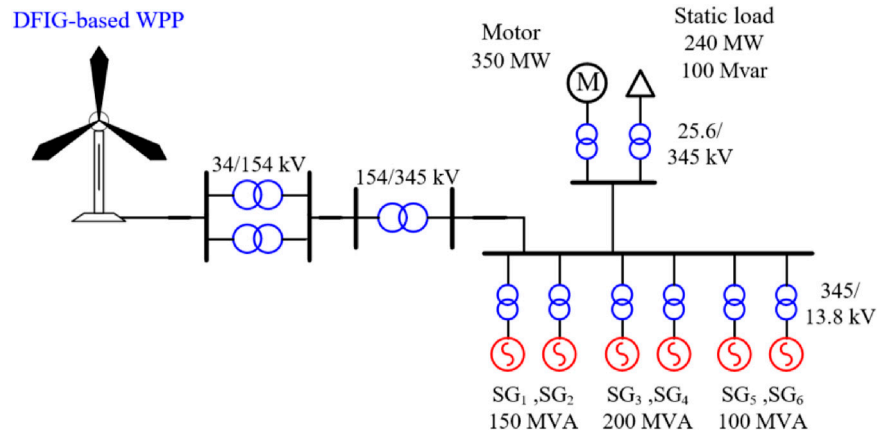 DFIG-based WPP
Motor
350 MW
Static load
240 MW
100 Mvar
M
25.6/
345 kV
34/154 kV
154/345 kV
345/
13.8 kV
SG₁ ,SG₂
150 MVA
SG₃ ,SG₄
200 MVA
SG₅ ,SG₆
100 MVA